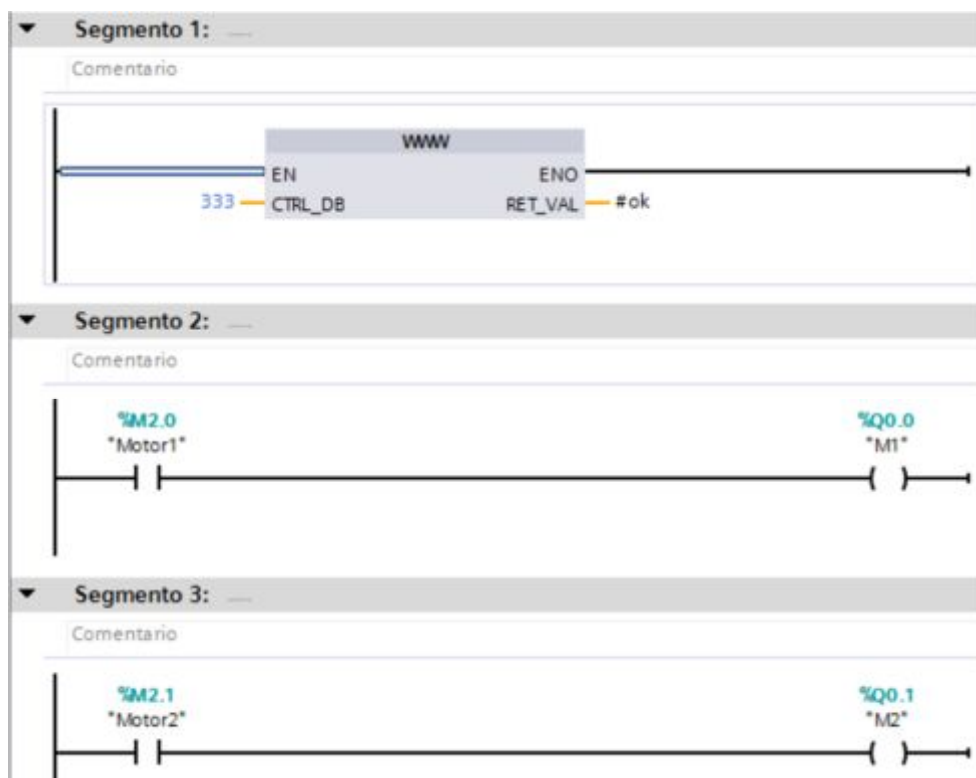 Segmento 1:
Comentario
WWW
EN ENO
333 CTRL_DB RET_VAL #ok
Segmento 2:
Comentario
%M2.0 %Q0.0
"Motor1" "M1"
Segmento 3:
Comentario
%M2.1 %Q0.1
"Motor2" "M2"